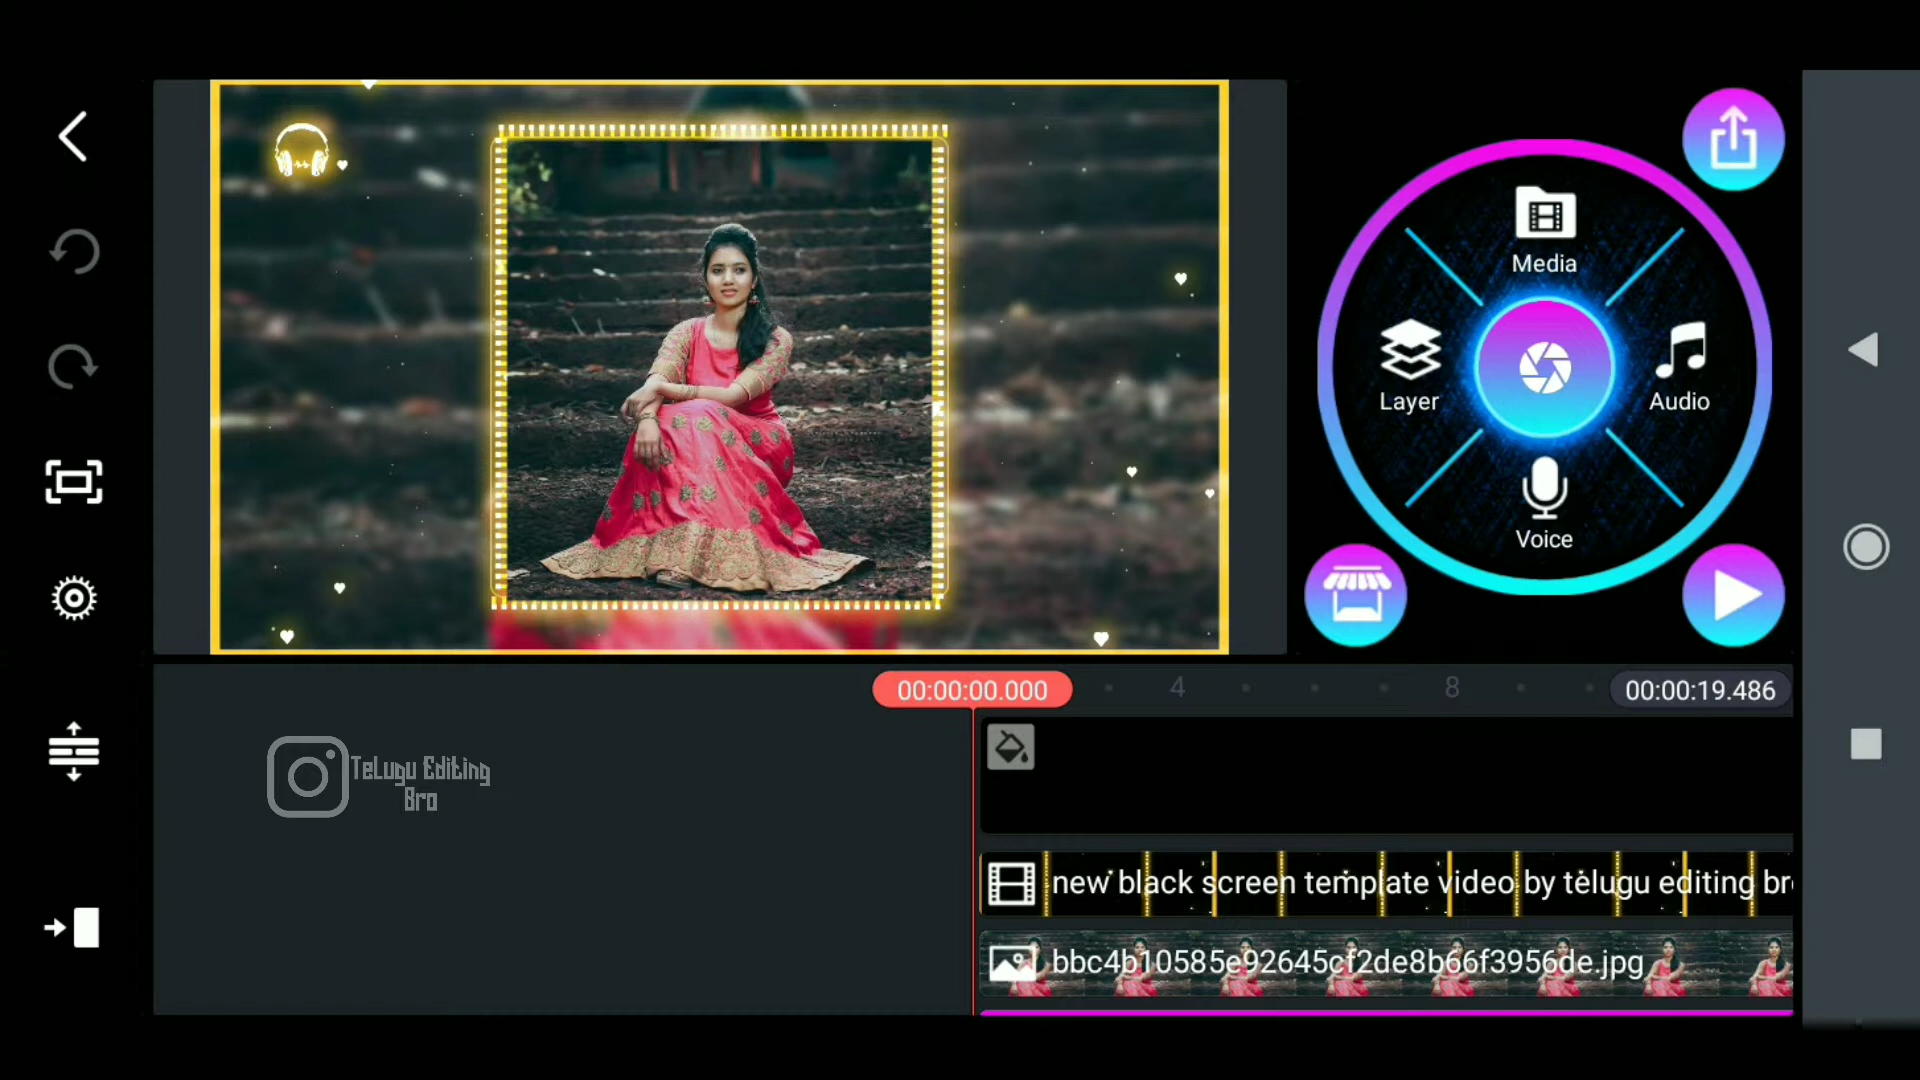 Media
Layer
Audio
Voice
00:00:00.000
4
8
00:00:19.486
TeLugu Editing
Bro
new black screen template video by telugu editing br
bbc4b10585e92645cf2de8b66f3956de.jpg